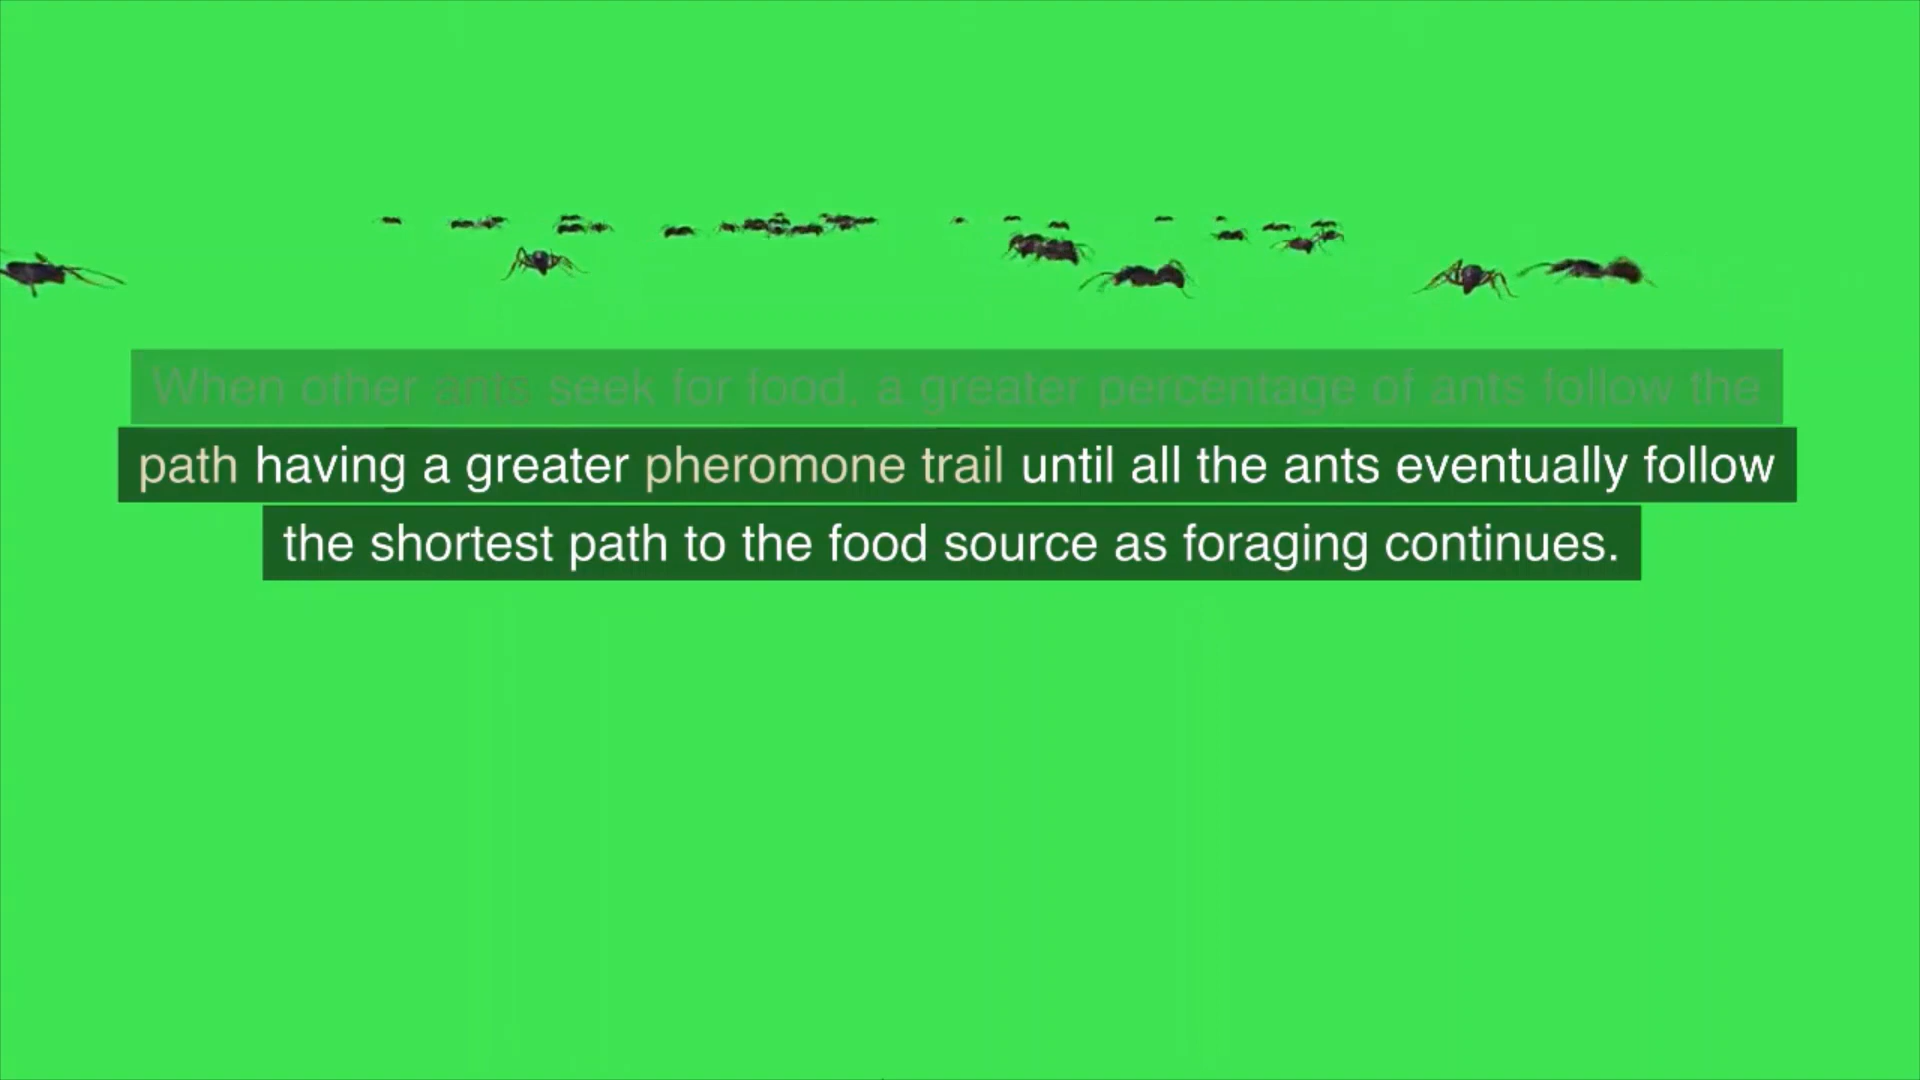 When other ants seek for food, a greater percentage of ants follow the
path having a greater pheromone trail until all the ants eventually follow
the shortest path to the food source as foraging continues.